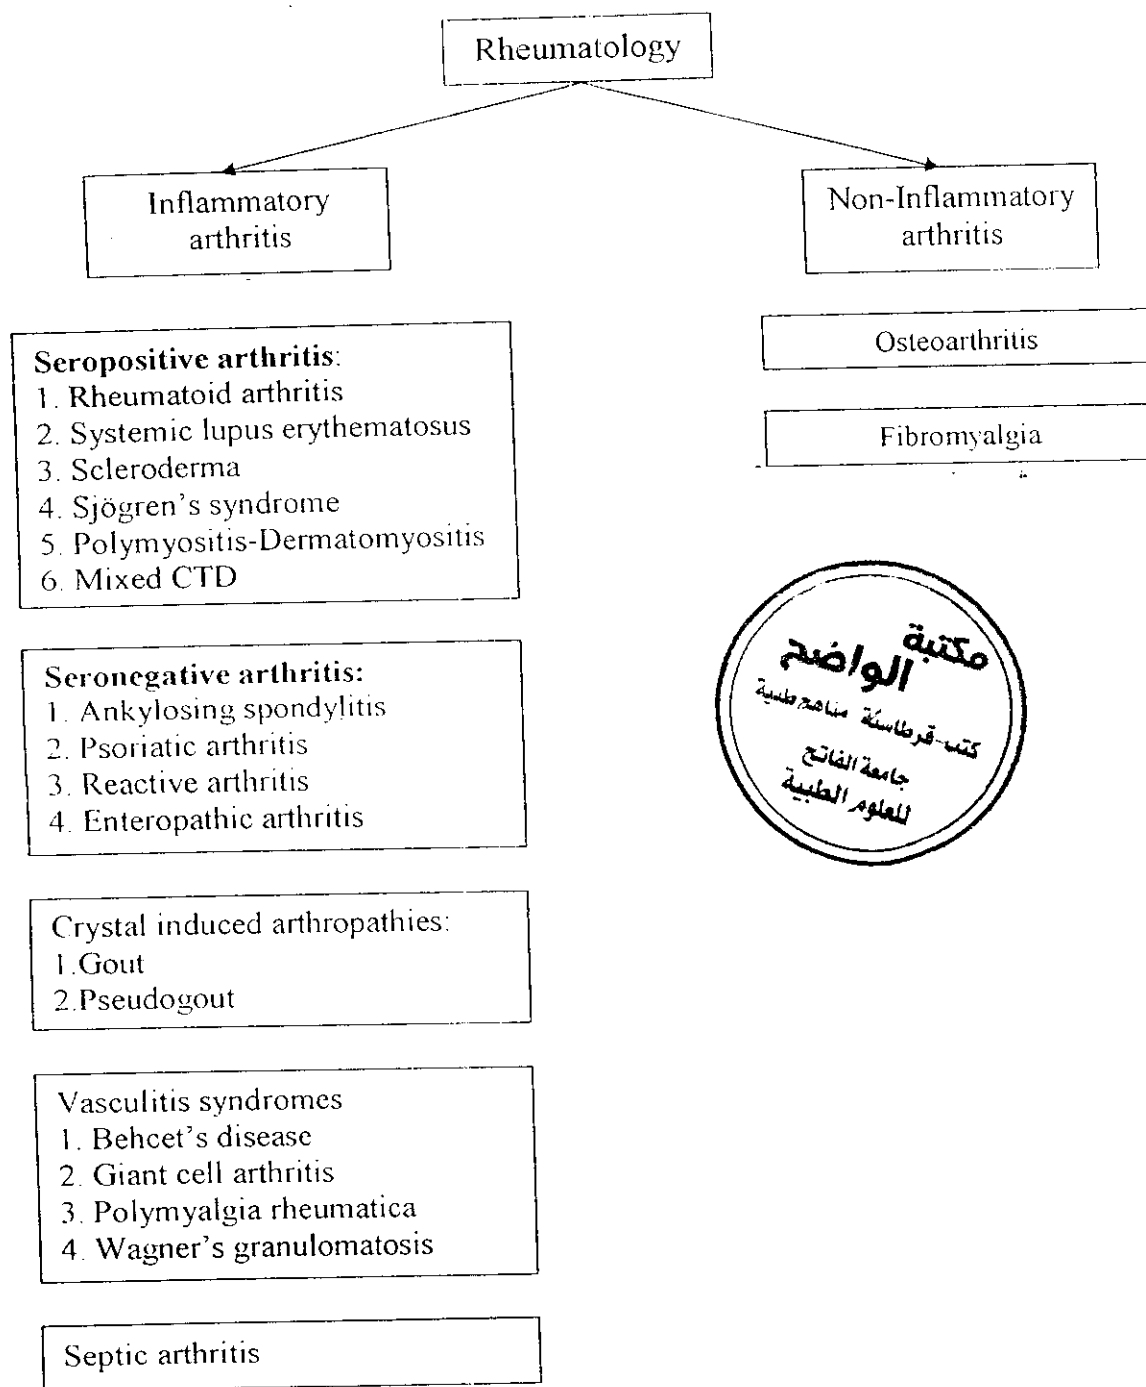 Rheumatology
Inflammatory
arthritis
Non-Inflammatory
arthritis
Seropositive arthritis:
1. Rheumatoid arthritis
2. Systemic lupus erythematosus
3. Scleroderma
4. Sjögren's syndrome
5. Polymyositis-Dermatomyositis
6. Mixed CTD
Seronegative arthritis:
1. Ankylosing spondylitis
2. Psoriatic arthritis
3. Reactive arthritis
4. Enteropathic arthritis
Crystal induced arthropathies:
1.Gout
2.Pseudogout
Vasculitis syndromes
1. Behcet's disease
2. Giant cell arthritis
3. Polymyalgia rheumatica
4. Wagner's granulomatosis
Septic arthritis
Osteoarthritis
Fibromyalgia
مكتبة
الواضح
كتب-قرطاسئة مناهج طبية
جامعة الفاتح
للعلوم الطبية